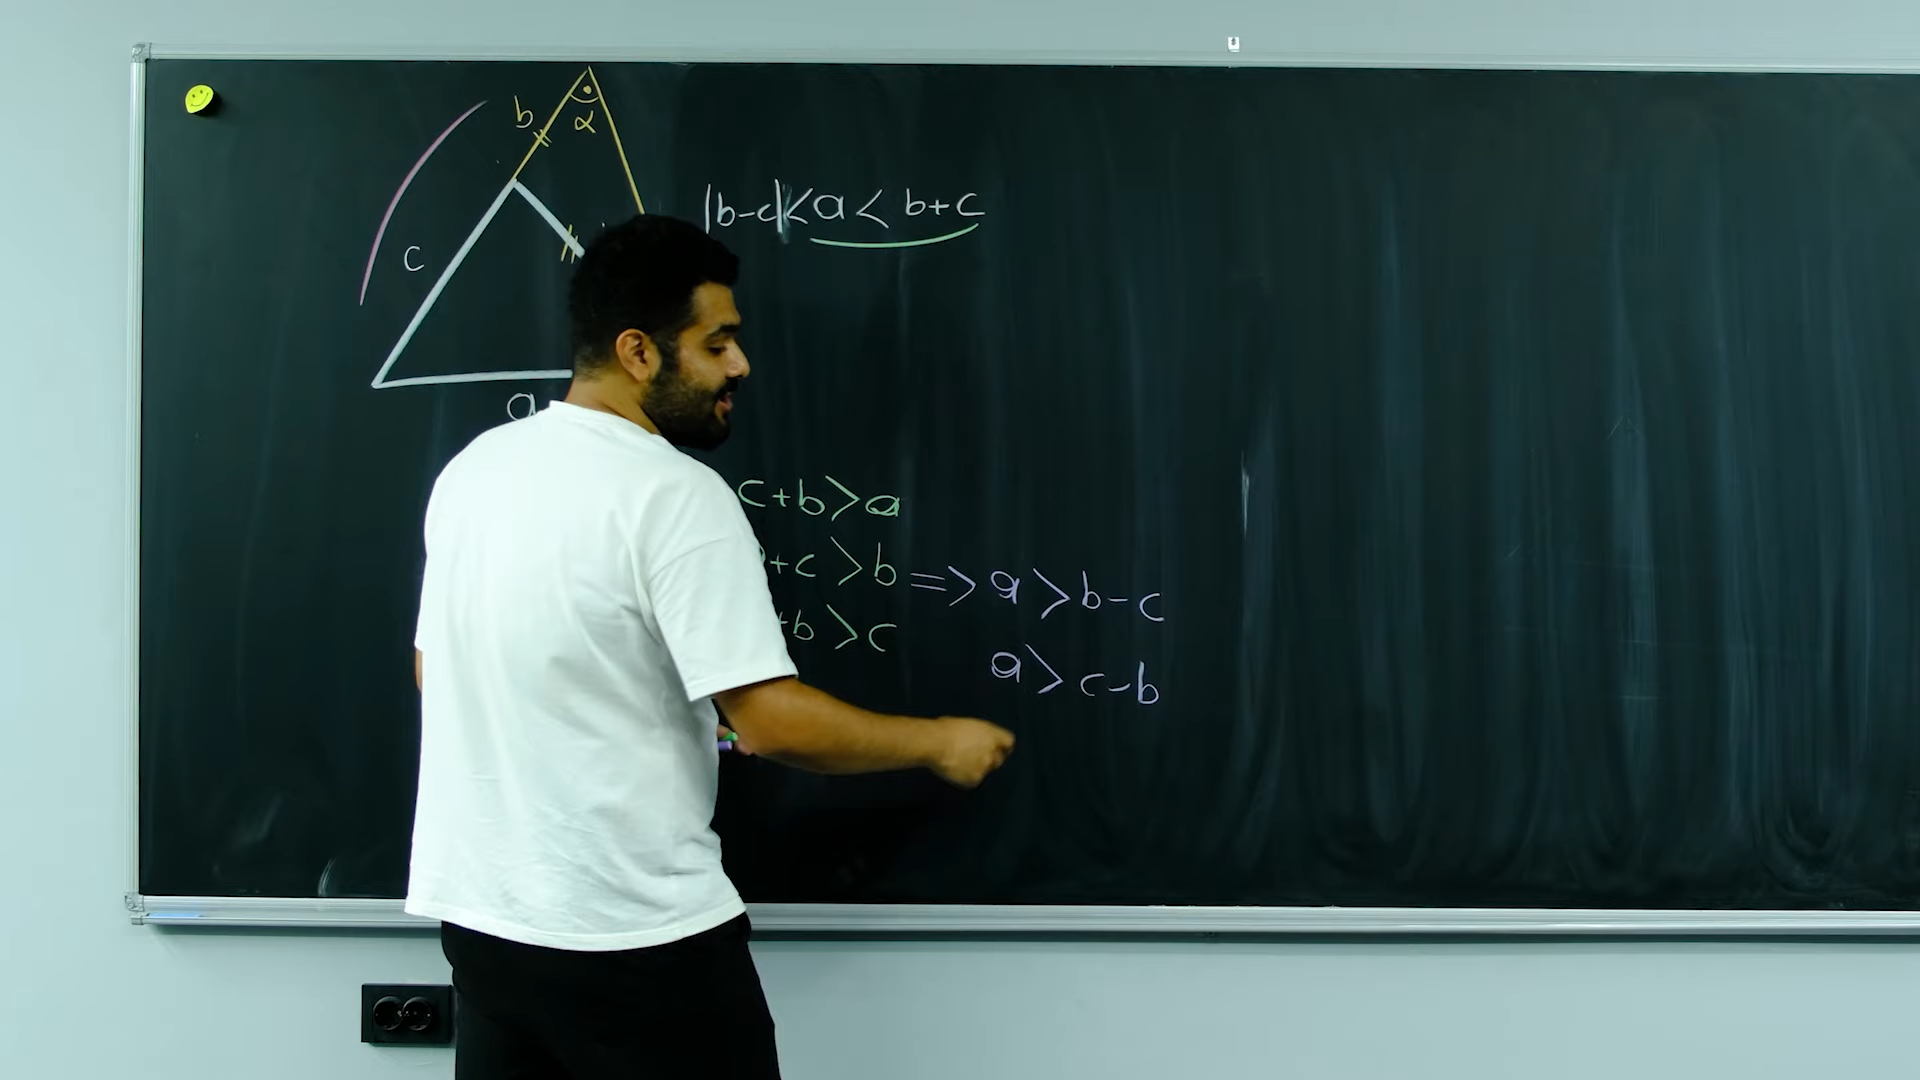 b
α
c
a
|b-c|<a< b+c
c+b>a
+c>b => a>b-c
+b>c
a>c-b